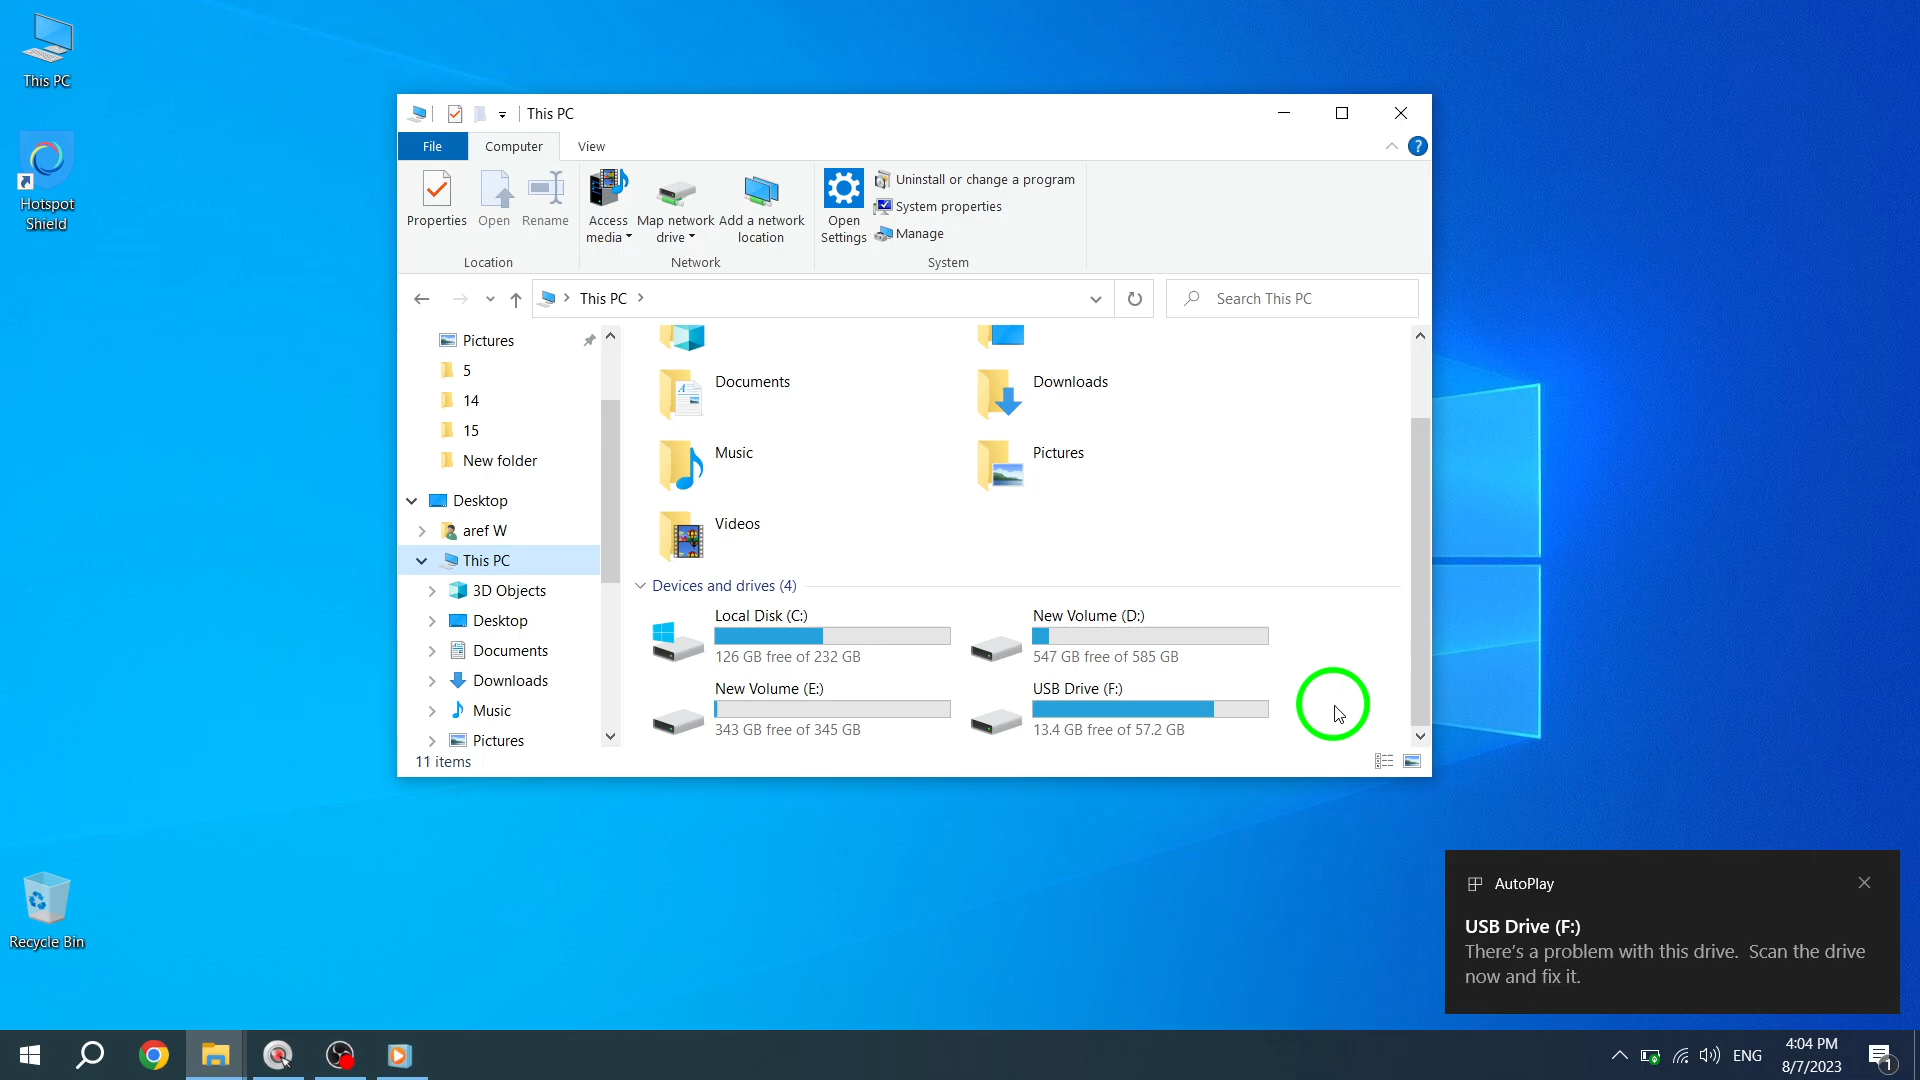 This PC
Hotspot
Shield
Recycle Bin
This PC
File
Computer
View
?
Properties
Open
Rename
Location
Access
media
Map network
drive
Add a network
location
Network
Open
Settings
Uninstall or change a program
System properties
Manage
System
This PC
Search This PC
Pictures
5
14
15
New folder
Desktop
aref W
This PC
3D Objects
Desktop
Documents
Downloads
Music
Pictures
Documents
Downloads
Music
Pictures
Videos
Devices and drives (4)
Local Disk (C:)
126 GB free of 232 GB
New Volume (D:)
547 GB free of 585 GB
New Volume (E:)
343 GB free of 345 GB
USB Drive (F:)
13.4 GB free of 57.2 GB
11 items
AutoPlay
USB Drive (F:)
There's a problem with this drive. Scan the drive
now and fix it.
ENG
4:04 PM
8/7/2023
1